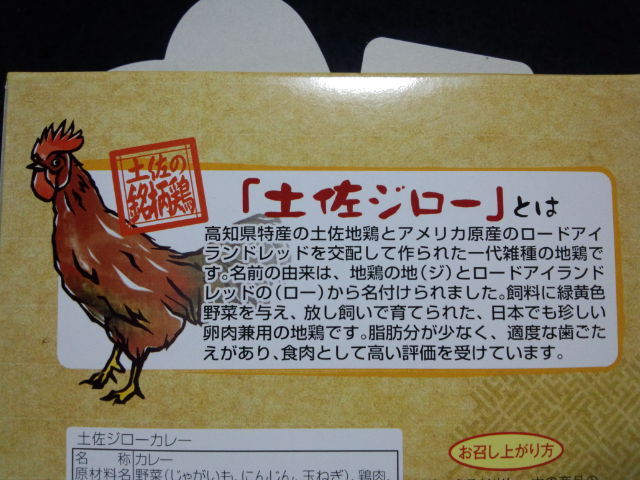 土佐の
銘柄鶏
「土佐ジロー」とは
高知県特産の土佐地鶏とアメリカ原産のロードアイ
ランドレッドを交配して作られた一代雑種の地鶏で
す。名前の由来は、地鶏の地(ジ)とロードアイランド
レッドの(ロー)から名付けられました。飼料に緑黄色
野菜を与え、放し飼いで育てられた、日本でも珍しい
卵肉兼用の地鶏です。脂肪分が少なく、適度な歯ごた
えがあり、食肉として高い評価を受けています。
土佐ジローカレー
名 称 カレー
原材料名 野菜(じゃがいも、にんじん、玉ねぎ)、鶏肉、
お召し上がり方